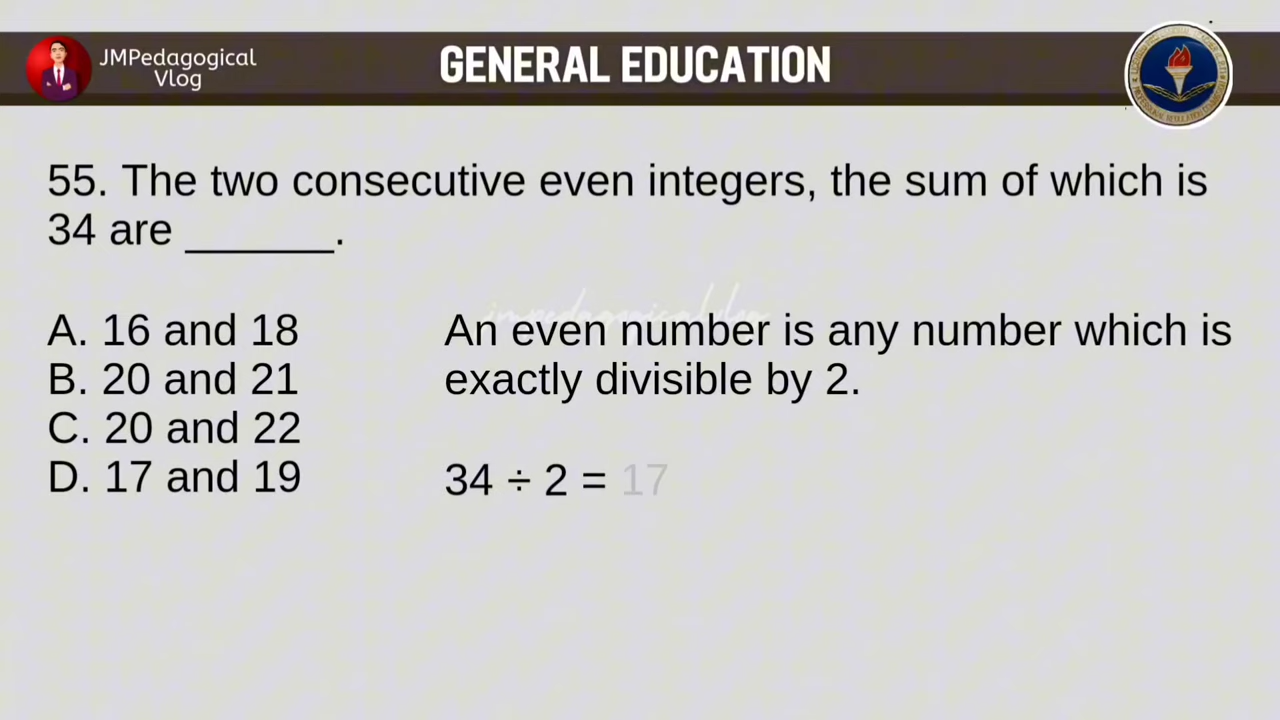 JMPedagogical
Vlog
GENERAL EDUCATION
55. The two consecutive even integers, the sum of which is
34 are ______.
A. 16 and 18
B. 20 and 21
C. 20 and 22
D. 17 and 19
jmpedagogicalvlog
An even number is any number which is
exactly divisible by 2.
34 ÷ 2 = 17